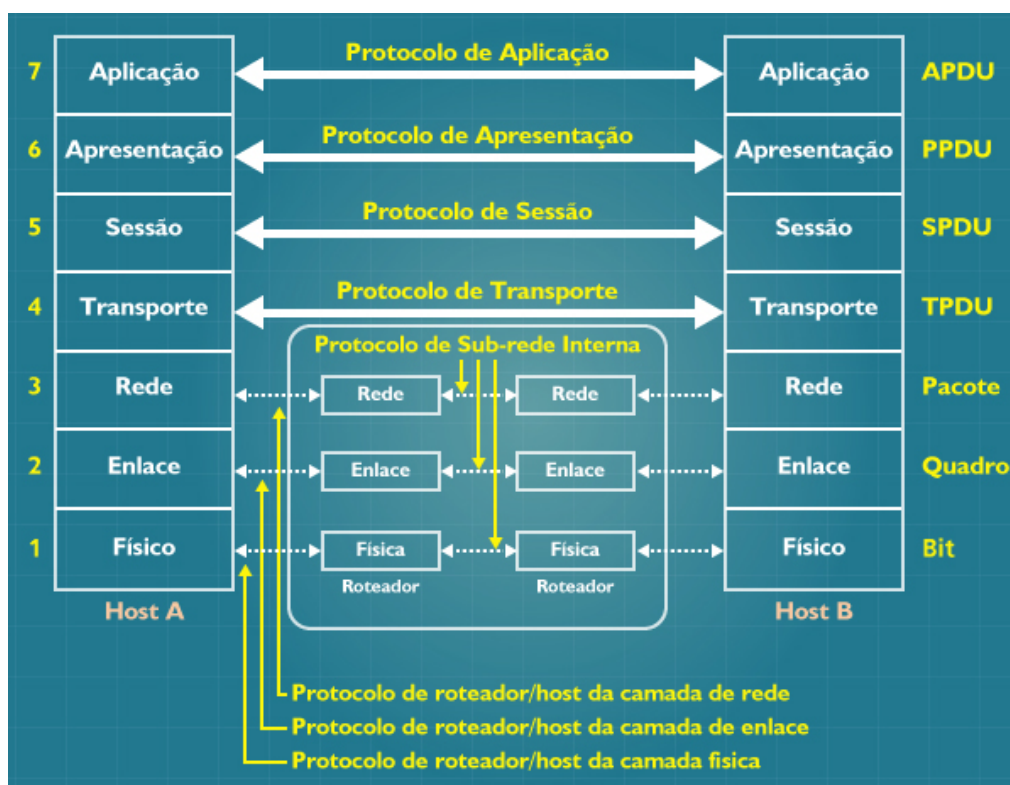 Protocolo de Aplicação
7 Aplicação Aplicação APDU
Protocolo de Apresentação
6 Apresentação Apresentação PPDU
Protocolo de Sessão
5 Sessão Sessão SPDU
Protocolo de Transporte
4 Transporte Transporte TPDU
Protocolo de Sub-rede Interna
3 Rede Rede Rede Rede Pacote
2 Enlace Enlace Enlace Enlace Quadro
1 Físico Física Física Físico Bit
Roteador Roteador
Host A Host B
Protocolo de roteador/host da camada de rede
Protocolo de roteador/host da camada de enlace
Protocolo de roteador/host da camada fisica